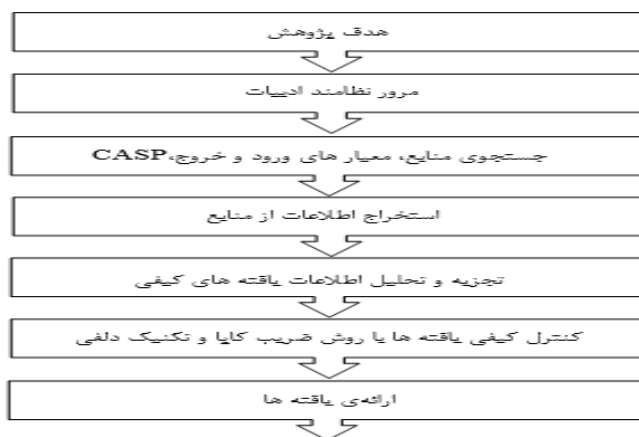 هدف پژوهش
مرور نظامند ادبیات
جستجوی منابع، معیار های ورود و خروج،CASP
استخراج اطلاعات از منابع
تجزیه و تحلیل اطلاعات یافته های کیفی
کنترل کیفی یافته ها با روش ضریب کاپا و تکنیک دلفی
ارائه‌ی یافته ها